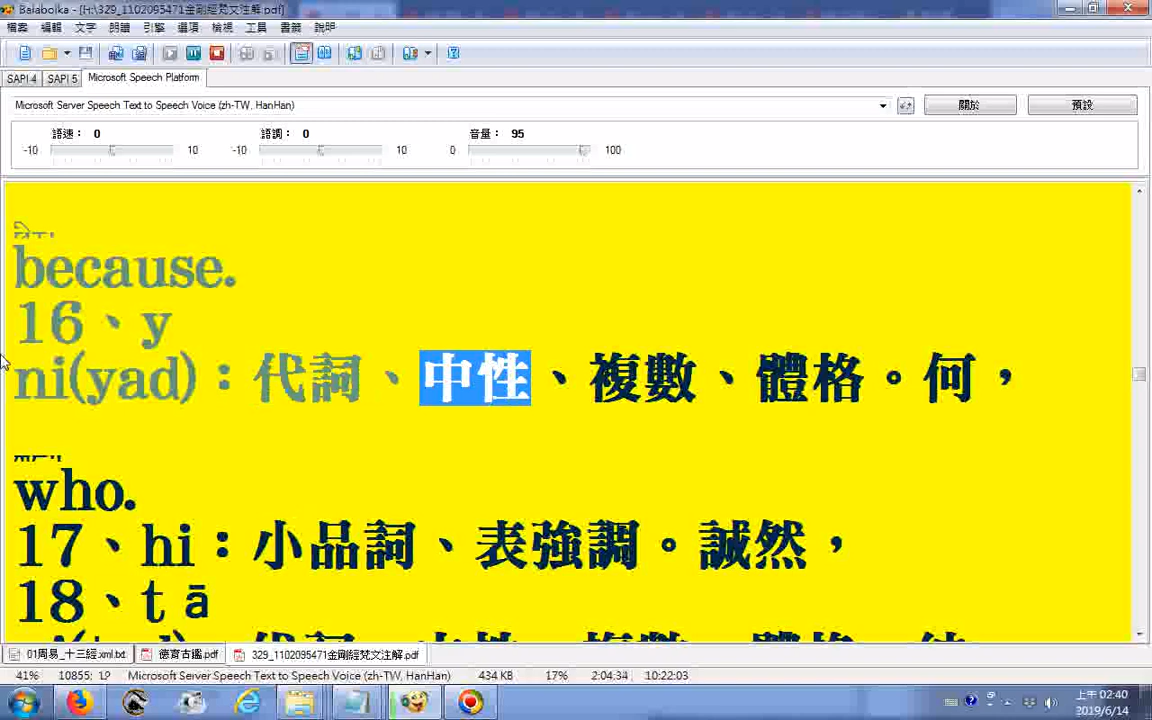 Balabolka - [H:\329_1102095471金剛經梵文注解.pdf]
檔案 編輯 文字 朗讀 引擎 選項 檢視 工具 書籤 說明
SAPI 4 SAPI 5 Microsoft Speech Platform
Microsoft Server Speech Text to Speech Voice (zh-TW, HanHan) 關於 預設
語速： 0 語調： 0 音量： 95
-10 10 -10 10 0 100
because.
16、y
ni(yad)：代詞、中性、複數、體格。何，
who.
17、hi：小品詞、表強調。誠然，
18、t ā
01周易_十三經.xml.txt 德育古鑑.pdf 329_1102095471金剛經梵文注解.pdf
41% 10855: 19 Microsoft Server Speech Text to Speech Voice (zh-TW, HanHan) 434 KB 17% 2:04:34 10:22:03
上午 02:40
2019/6/14